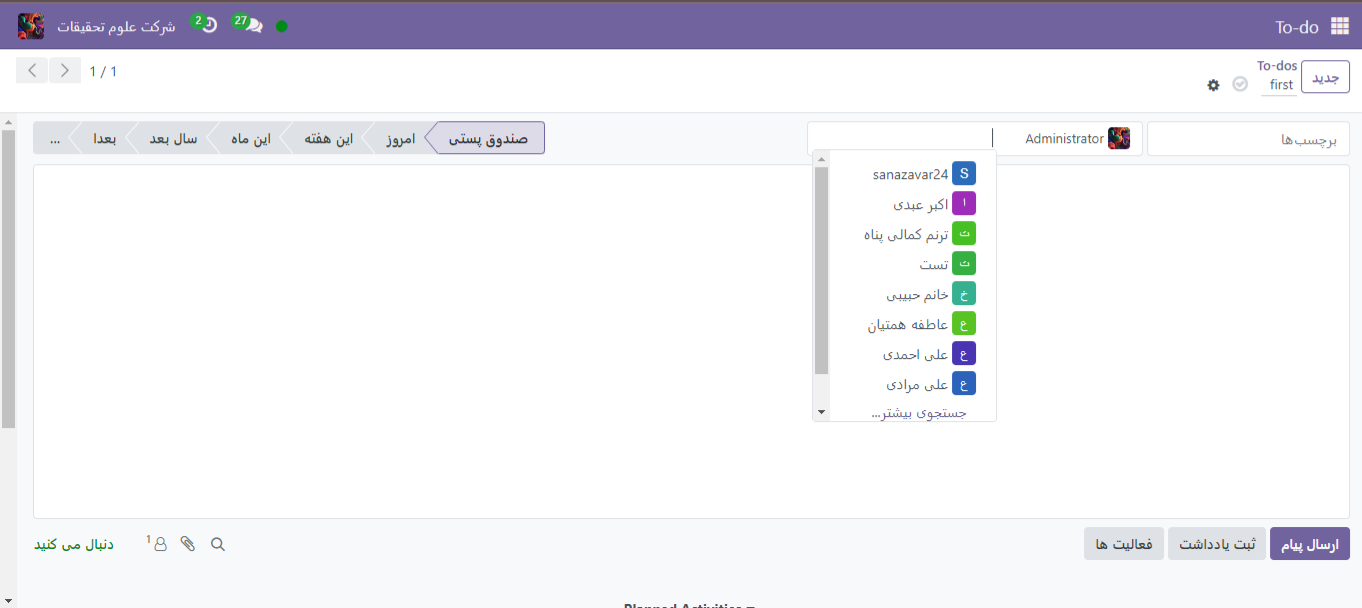 To-do
27
2
شرکت علوم تحقیقات
جدید
To-dos
first
1 / 1
برچسب‌ها
Administrator
صندوق پستی
امروز
این هفته
این ماه
سال بعد
بعدا
...
S sanazavar24
ا اکبر عبدی
ت ترنم کمالی پناه
ت تست
خ خانم حبیبی
ع عاطفه همتیان
ع علی احمدی
ع علی مرادی
جستجوی بیشتر...
ارسال پیام
ثبت یادداشت
فعالیت ها
1
دنبال می کنید
Planned Activities